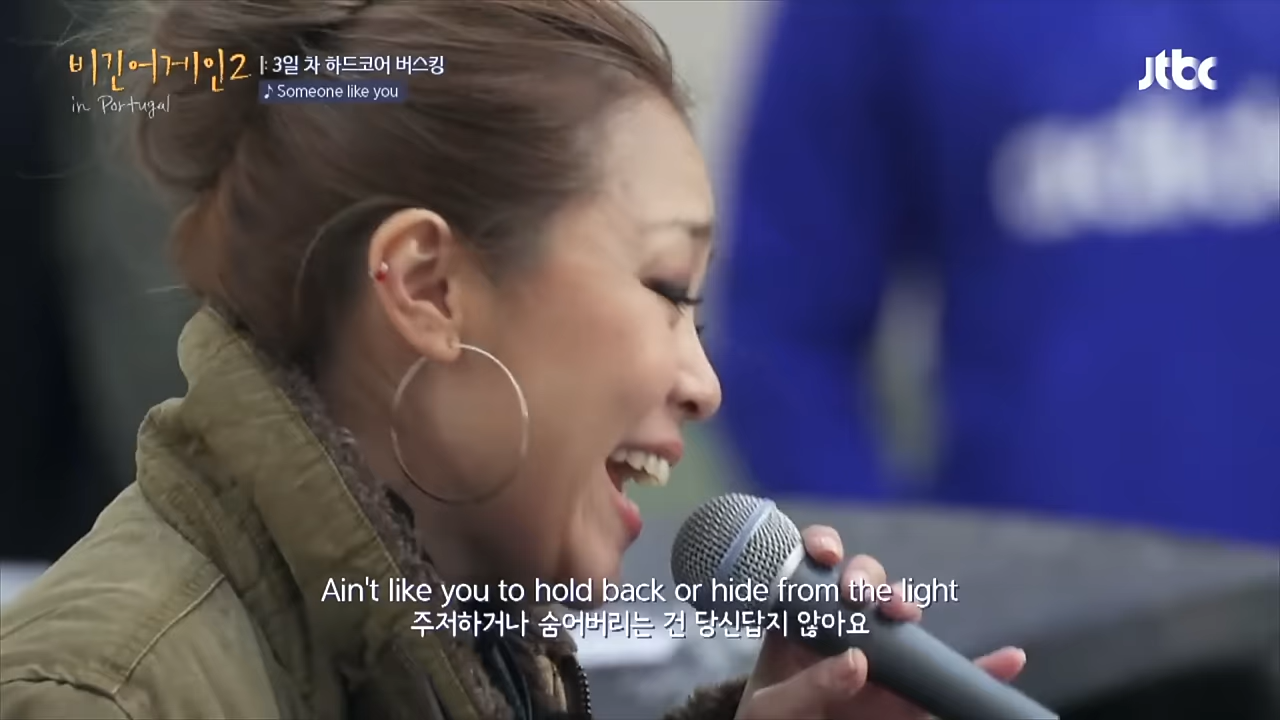 비긴어게인2
in Portugal
3일 차 하드코어 버스킹
♪ Someone like you
jtbc
Ain't like you to hold back or hide from the light
주저하거나 숨어버리는 건 당신답지 않아요